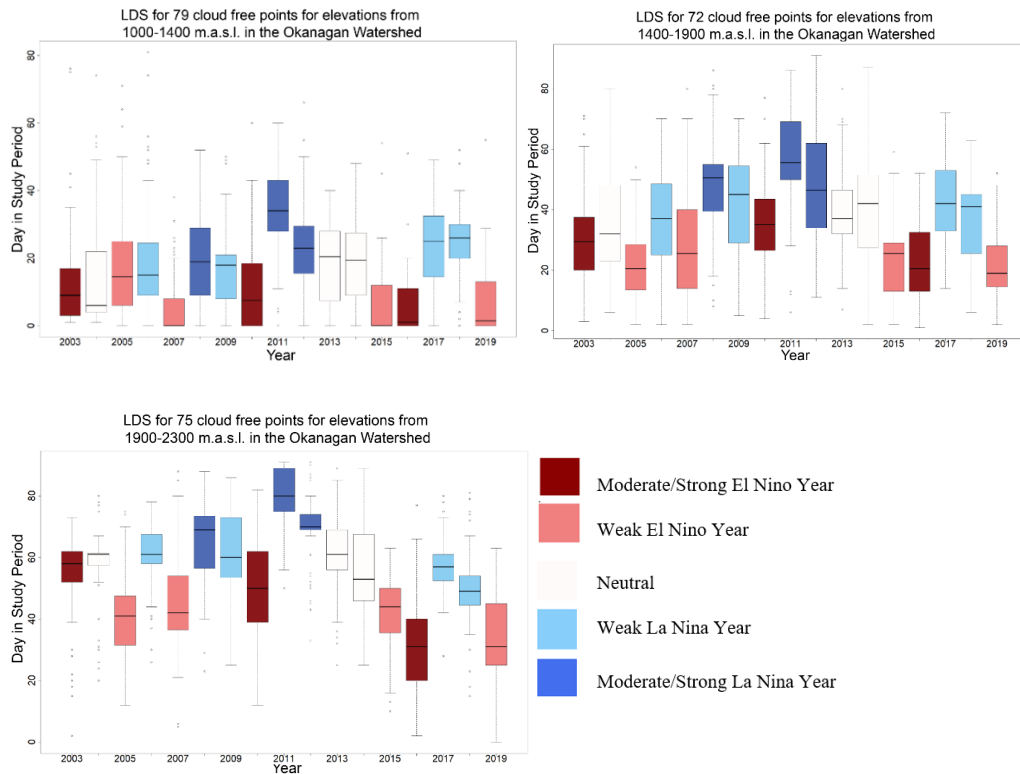 LDS for 79 cloud free points for elevations from
1000-1400 m.a.s.l. in the Okanagan Watershed
Day in Study Period
80
60
40
20
0
2003 2005 2007 2009 2011 2013 2015 2017 2019
Year
LDS for 72 cloud free points for elevations from
1400-1900 m.a.s.l. in the Okanagan Watershed
Day in Study Period
80
60
40
20
0
2003 2005 2007 2009 2011 2013 2015 2017 2019
Year
LDS for 75 cloud free points for elevations from
1900-2300 m.a.s.l. in the Okanagan Watershed
Day in Study Period
80
60
40
20
0
2003 2005 2007 2009 2011 2013 2015 2017 2019
Year
Moderate/Strong El Nino Year
Weak El Nino Year
Neutral
Weak La Nina Year
Moderate/Strong La Nina Year